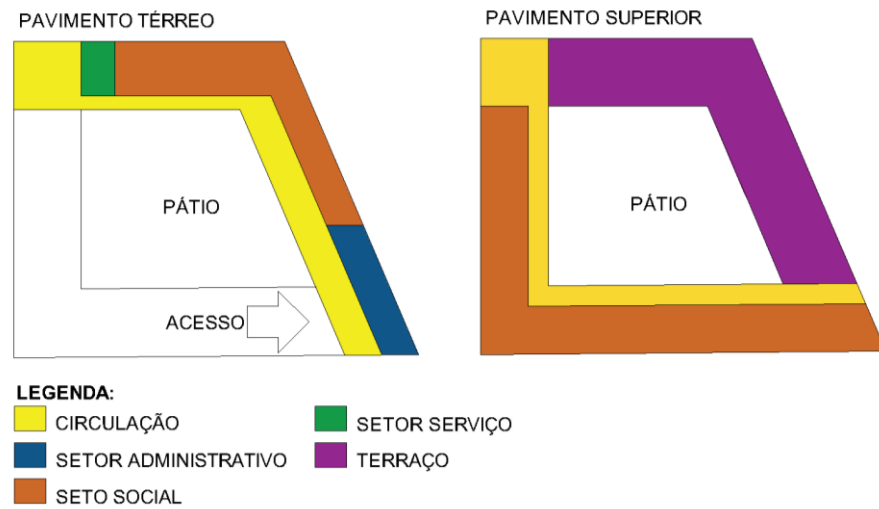 PAVIMENTO TÉRREO
PAVIMENTO SUPERIOR
PÁTIO
PÁTIO
ACESSO
LEGENDA:
CIRCULAÇÃO
SETOR SERVIÇO
SETOR ADMINISTRATIVO
TERRAÇO
SETO SOCIAL